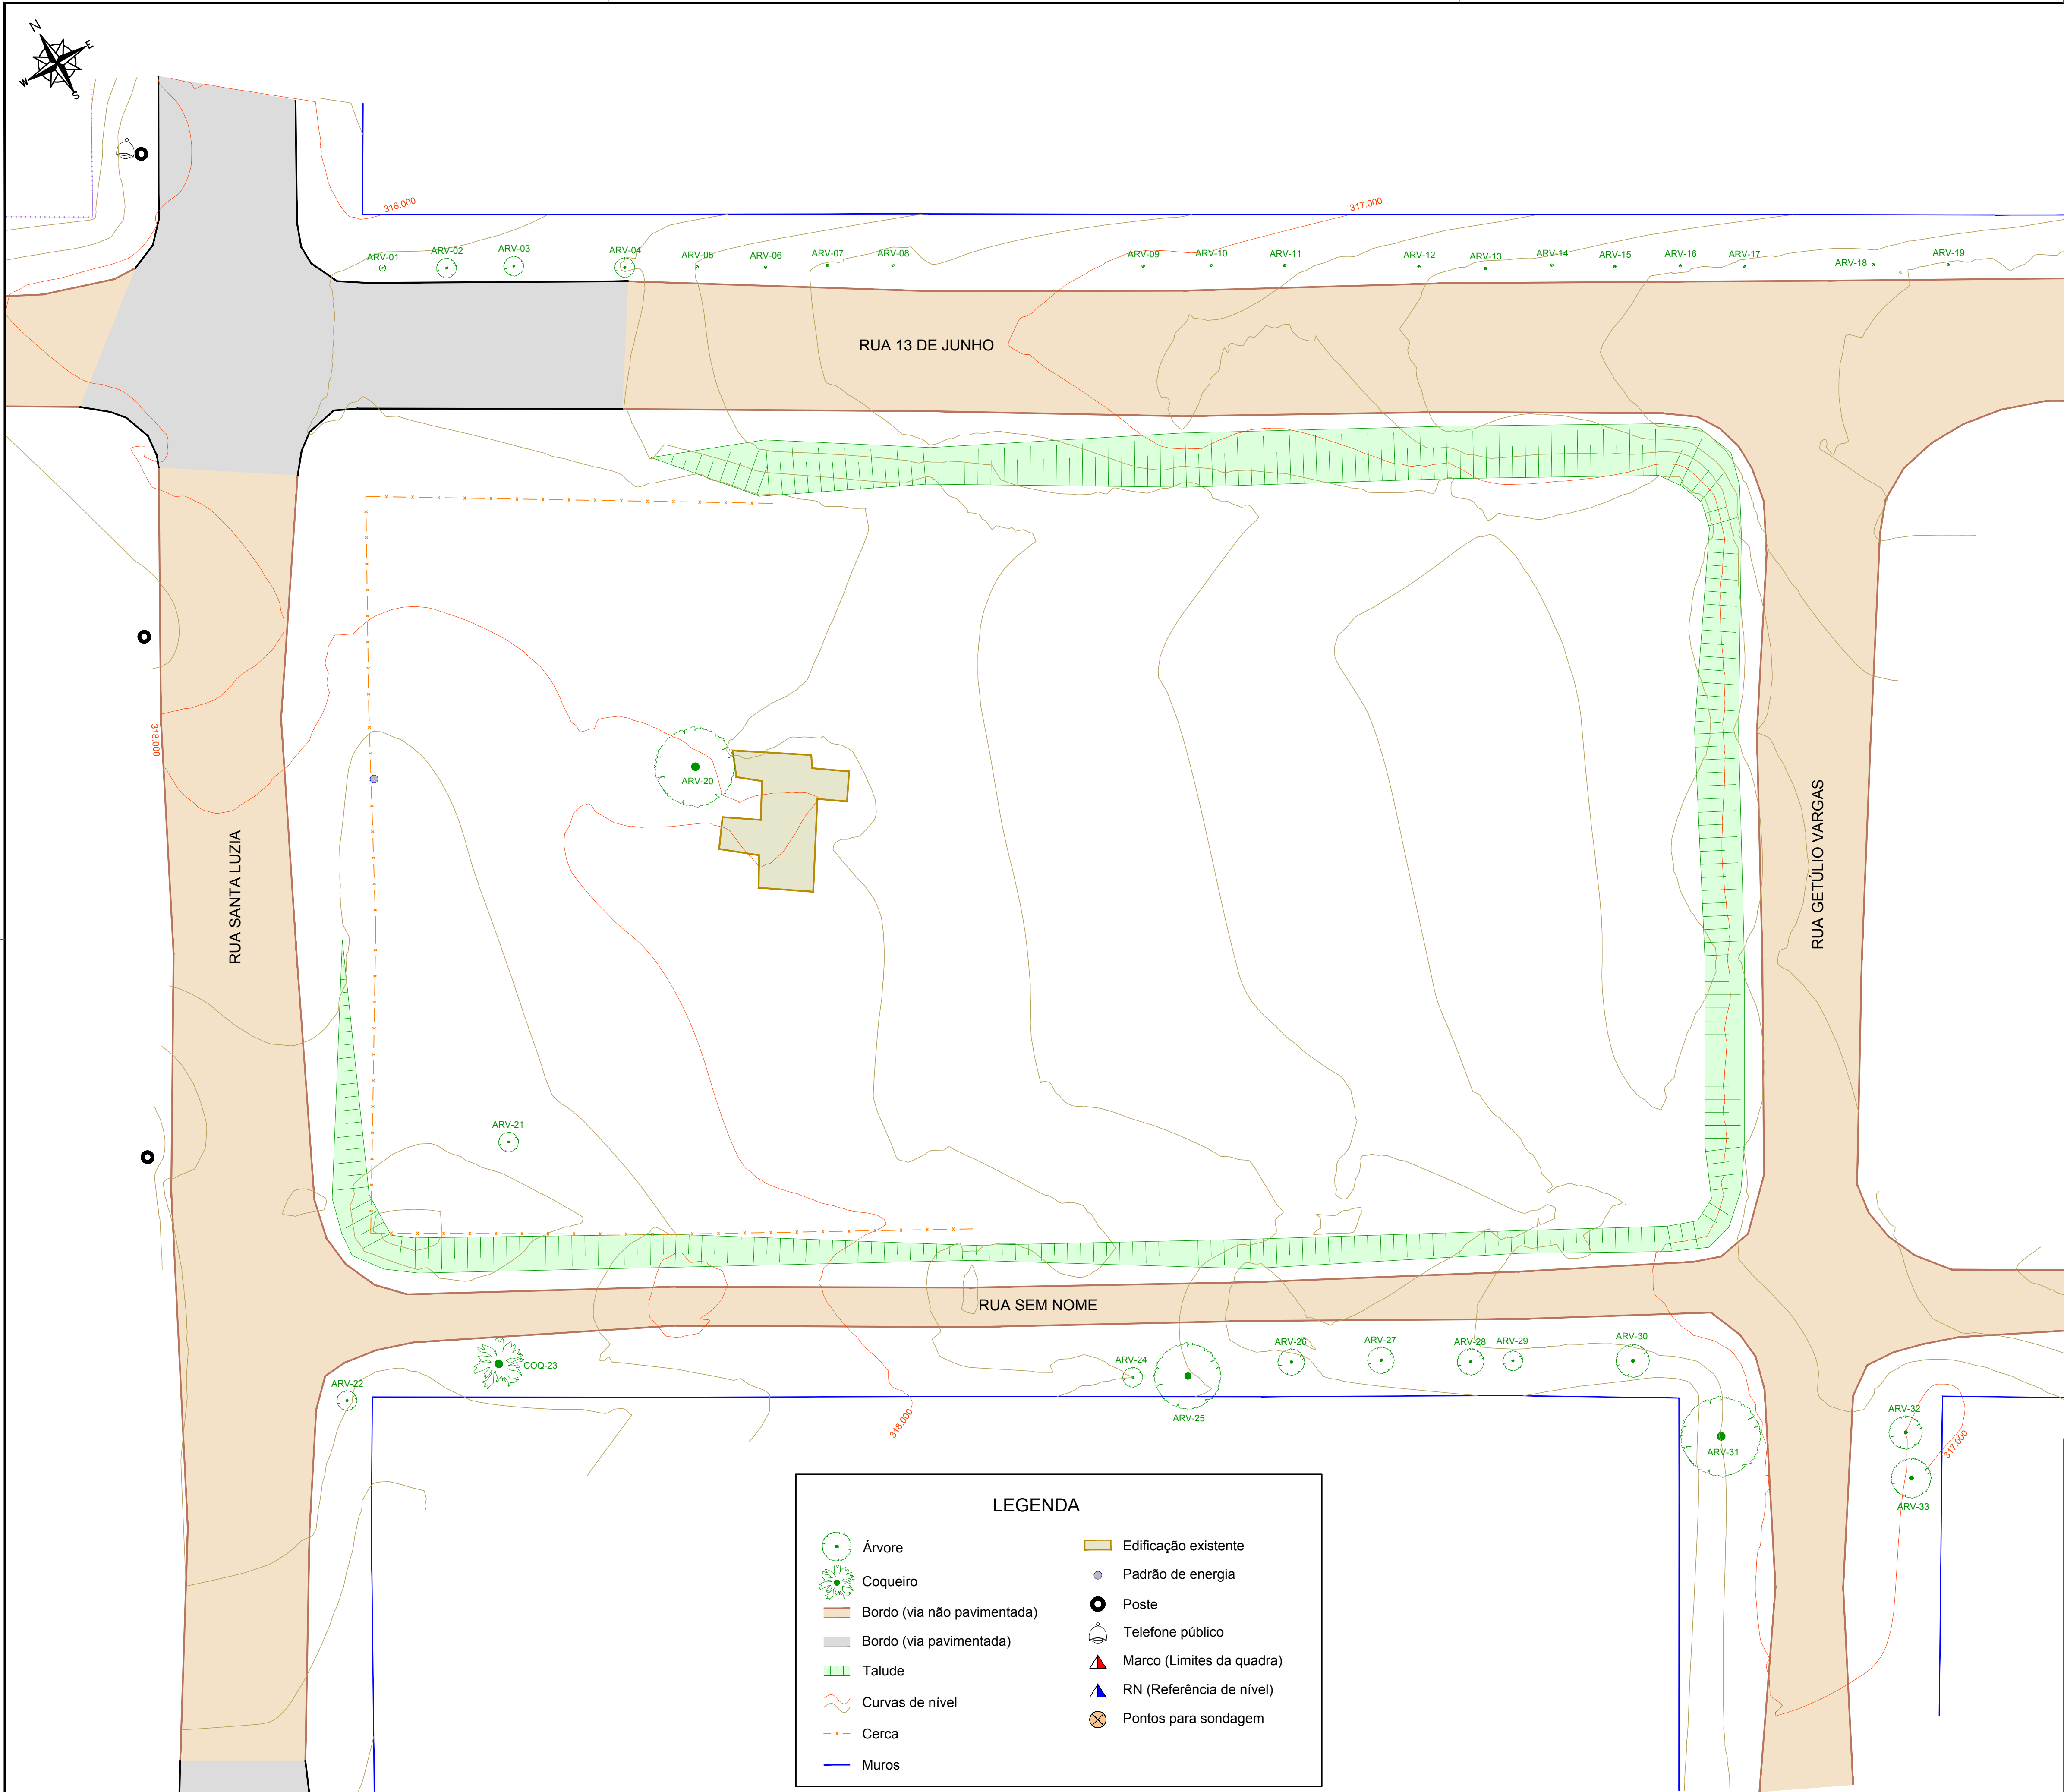 N
E
W
S
318.000
317.000
ARV-01
ARV-02
ARV-03
ARV-04
ARV-05
ARV-06
ARV-07
ARV-08
ARV-09
ARV-10
ARV-11
ARV-12
ARV-13
ARV-14
ARV-15
ARV-16
ARV-17
ARV-18
ARV-19
RUA 13 DE JUNHO
318.000
ARV-20
RUA SANTA LUZIA
RUA GETÚLIO VARGAS
ARV-21
RUA SEM NOME
ARV-22
COQ-23
ARV-24
ARV-25
ARV-26
ARV-27
ARV-28
ARV-29
ARV-30
ARV-31
ARV-32
ARV-33
318.000
317.000
LEGENDA
Árvore
Coqueiro
Bordo (via não pavimentada)
Bordo (via pavimentada)
Talude
Curvas de nível
Cerca
Muros
Edificação existente
Padrão de energia
Poste
Telefone público
Marco (Limites da quadra)
RN (Referência de nível)
Pontos para sondagem